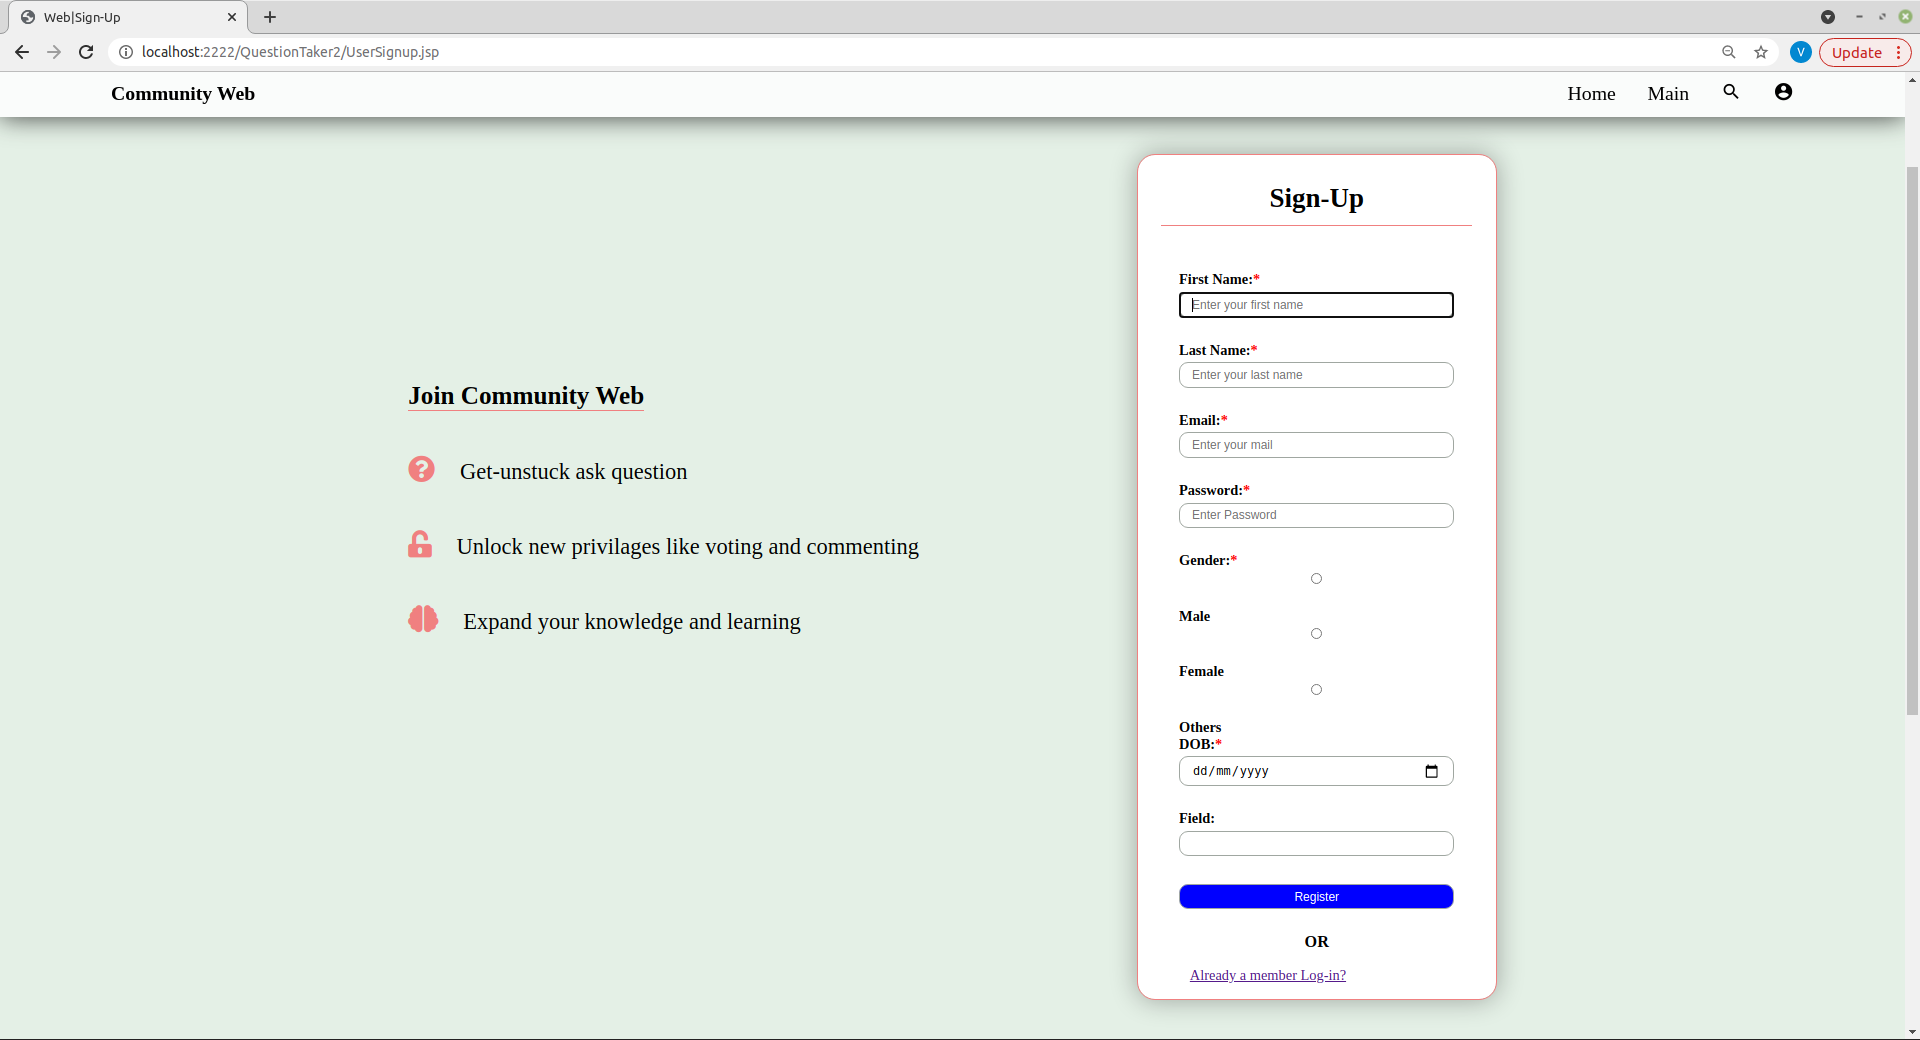 Web|Sign-Up
localhost:2222/QuestionTaker2/UserSignup.jsp
V
Update
Community Web
Home
Main
Sign-Up
First Name:*
Enter your first name
Last Name:*
Enter your last name
Join Community Web
Email:*
Enter your mail
Get-unstuck ask question
Password:*
Enter Password
Unlock new privilages like voting and commenting
Gender:*
Expand your knowledge and learning
Male
Female
Others
DOB:*
dd/mm/yyyy
Field:
Register
OR
Already a member Log-in?